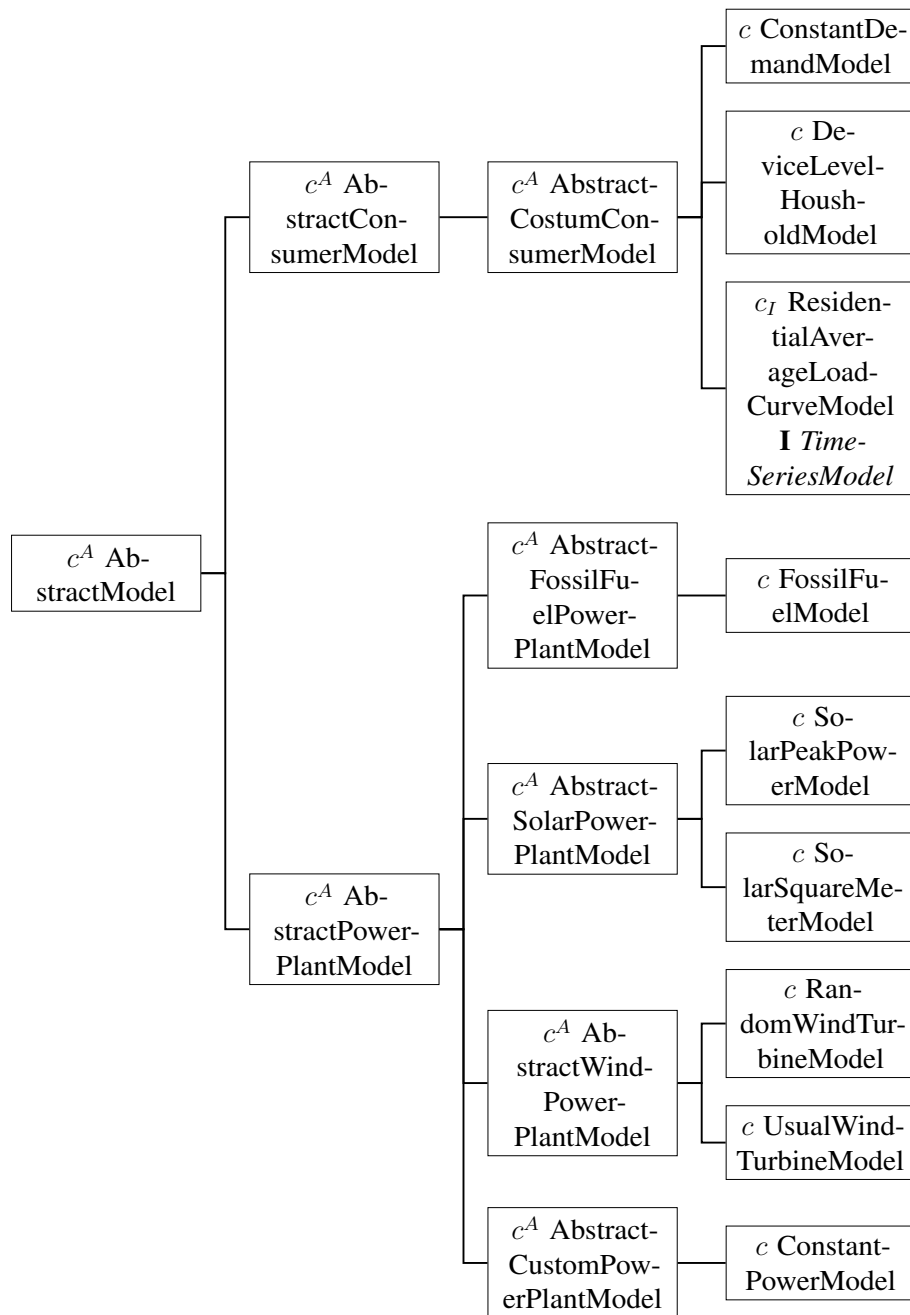 c ConstantDe-
mandModel
c De-
viceLevel-
Housh-
oldModel
c^A Ab-
stractCon-
sumerModel
c^A Abstract-
CostumCon-
sumerModel
c_I Residen-
tialAver-
ageLoad-
CurveModel
I Time-
SeriesModel
c^A Ab-
stractModel
c^A Abstract-
FossilFu-
elPower-
PlantModel
c FossilFu-
elModel
c So-
larPeakPow-
erModel
c^A Abstract-
SolarPower-
PlantModel
c So-
larSquareMe-
terModel
c^A Ab-
stractPower-
PlantModel
c Ran-
domWindTur-
bineModel
c^A Ab-
stractWind-
Power-
PlantModel
c UsualWind-
TurbineModel
c^A Abstract-
CustomPow-
erPlantModel
c Constant-
PowerModel